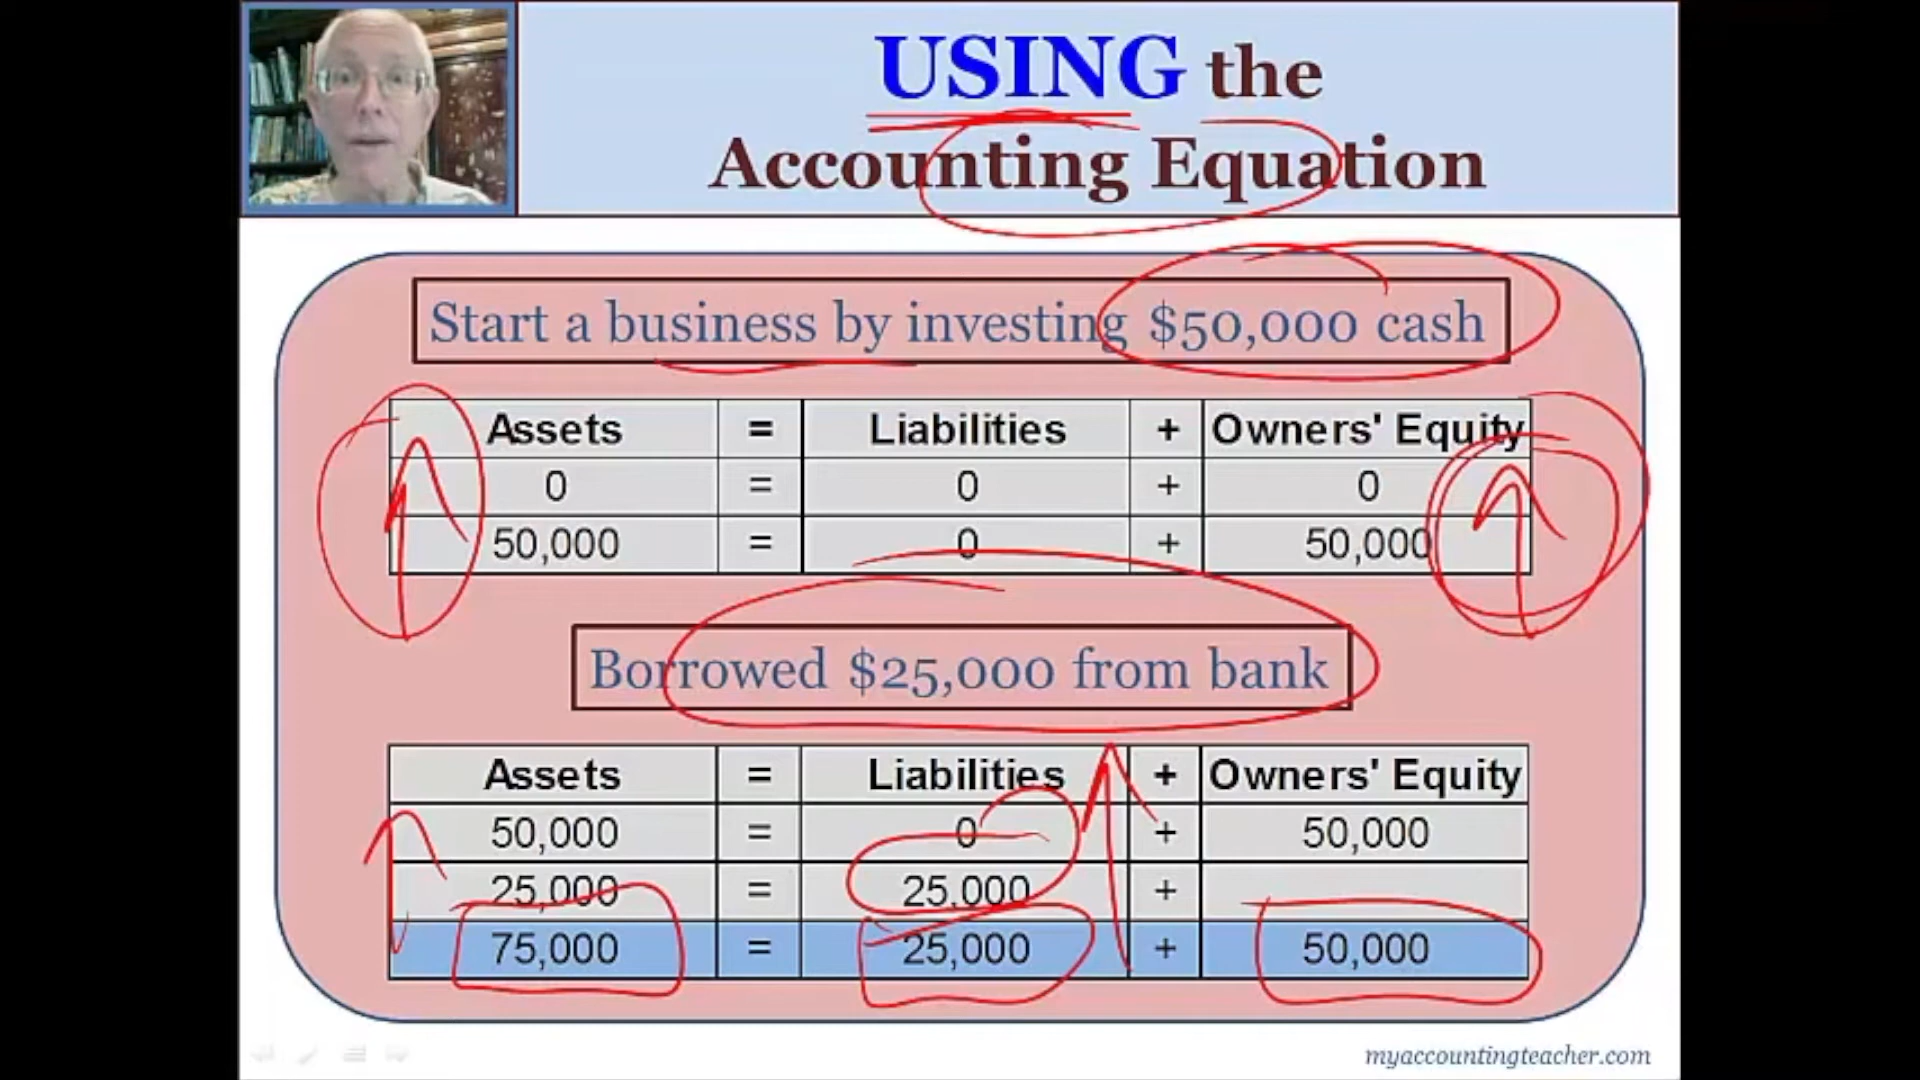 USING the
Accounting Equation
Start a business by investing $50,000 cash
Assets = Liabilities + Owners' Equity
0 = 0 + 0
50,000 = 0 + 50,000
Borrowed $25,000 from bank
Assets = Liabilities + Owners' Equity
50,000 = 0 + 50,000
25,000 = 25,000 +
75,000 = 25,000 + 50,000
myaccountingteacher.com